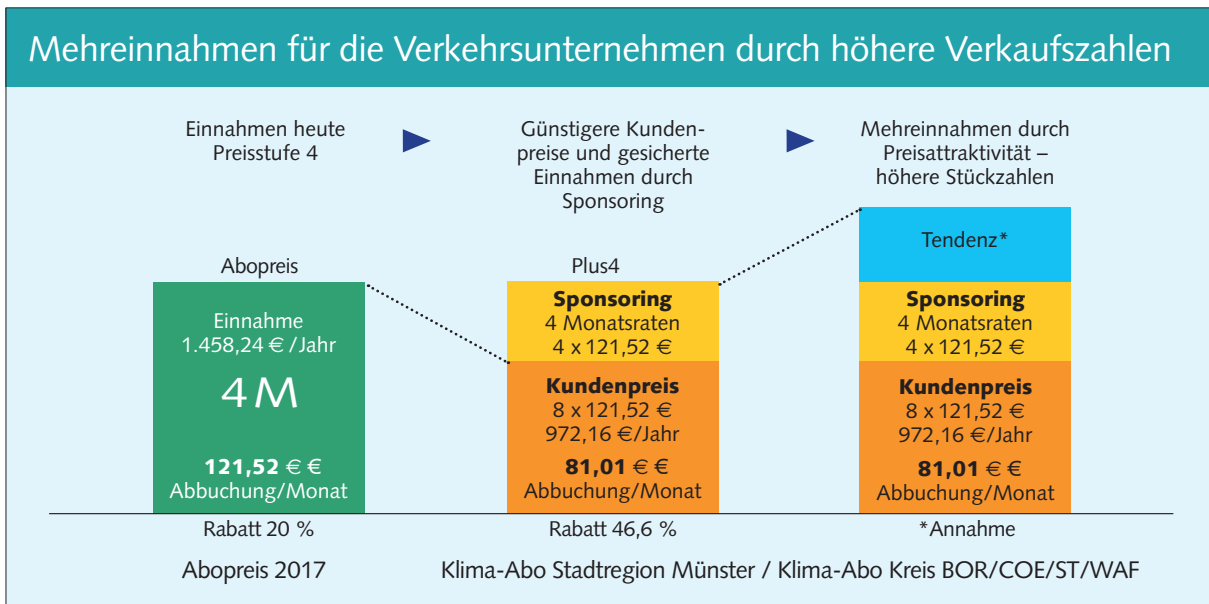 Mehreinnahmen für die Verkehrsunternehmen durch höhere Verkaufszahlen
Einnahmen heute
Preisstufe 4
Günstigere Kunden-
preise und gesicherte
Einnahmen durch
Sponsoring
Mehreinnahmen durch
Preisattraktivität –
höhere Stückzahlen
Abopreis
Einnahme
1.458,24 € /Jahr
4 M
121,52 € €
Abbuchung/Monat
Rabatt 20 %
Abopreis 2017
Plus4
Sponsoring
4 Monatsraten
4 x 121,52 €
Kundenpreis
8 x 121,52 €
972,16 €/Jahr
81,01 € €
Abbuchung/Monat
Rabatt 46,6 %
Tendenz*
Sponsoring
4 Monatsraten
4 x 121,52 €
Kundenpreis
8 x 121,52 €
972,16 €/Jahr
81,01 € €
Abbuchung/Monat
*Annahme
Klima-Abo Stadtregion Münster / Klima-Abo Kreis BOR/COE/ST/WAF